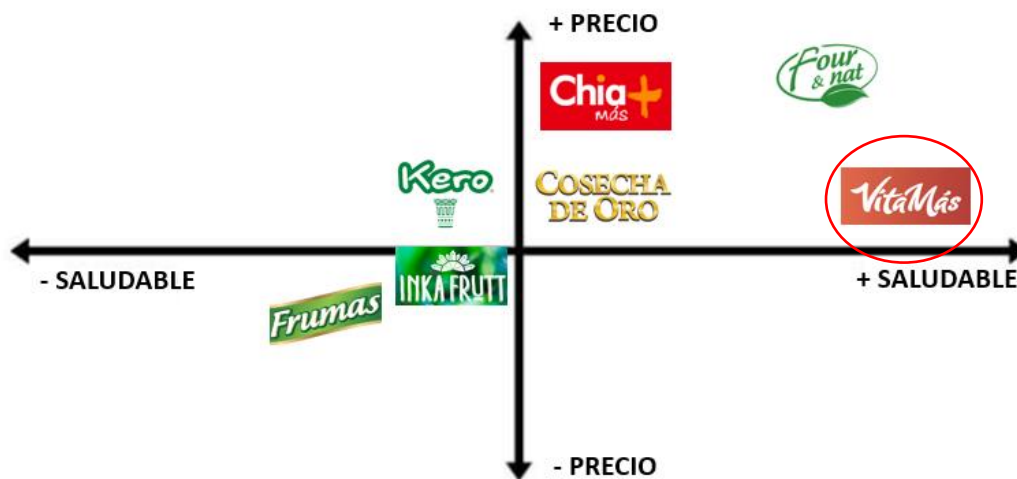 + PRECIO
Four
& nat
Chia+
más
Kero
COSECHA
DE ORO
VitaMás
- SALUDABLE
INKA FRUTT
+ SALUDABLE
Frumas
- PRECIO